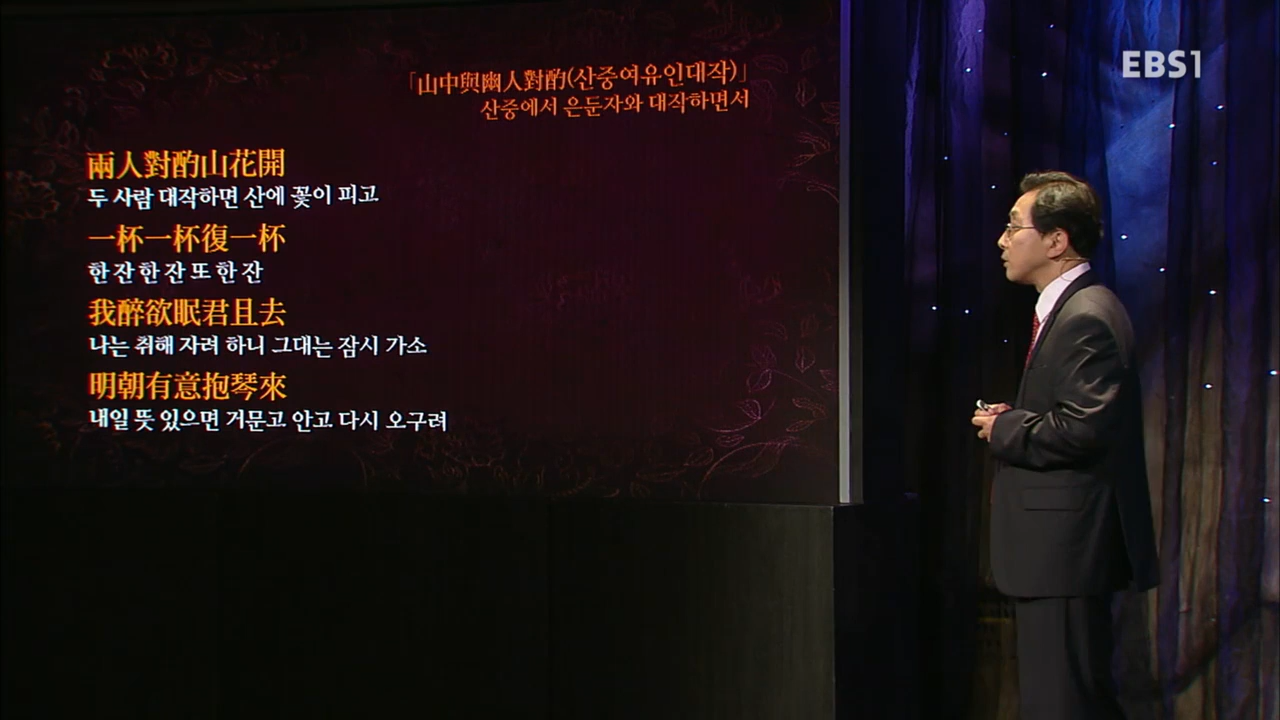 「山中與幽人對酌(산중여유인대작)」
산중에서 은둔자와 대작하면서
兩人對酌山花開
두 사람 대작하면 산에 꽃이 피고
一杯一杯復一杯
한 잔 한 잔 또 한 잔
我醉欲眠君且去
나는 취해 자려 하니 그대는 잠시 가소
明朝有意抱琴來
내일 뜻 있으면 거문고 안고 다시 오구려
EBS1